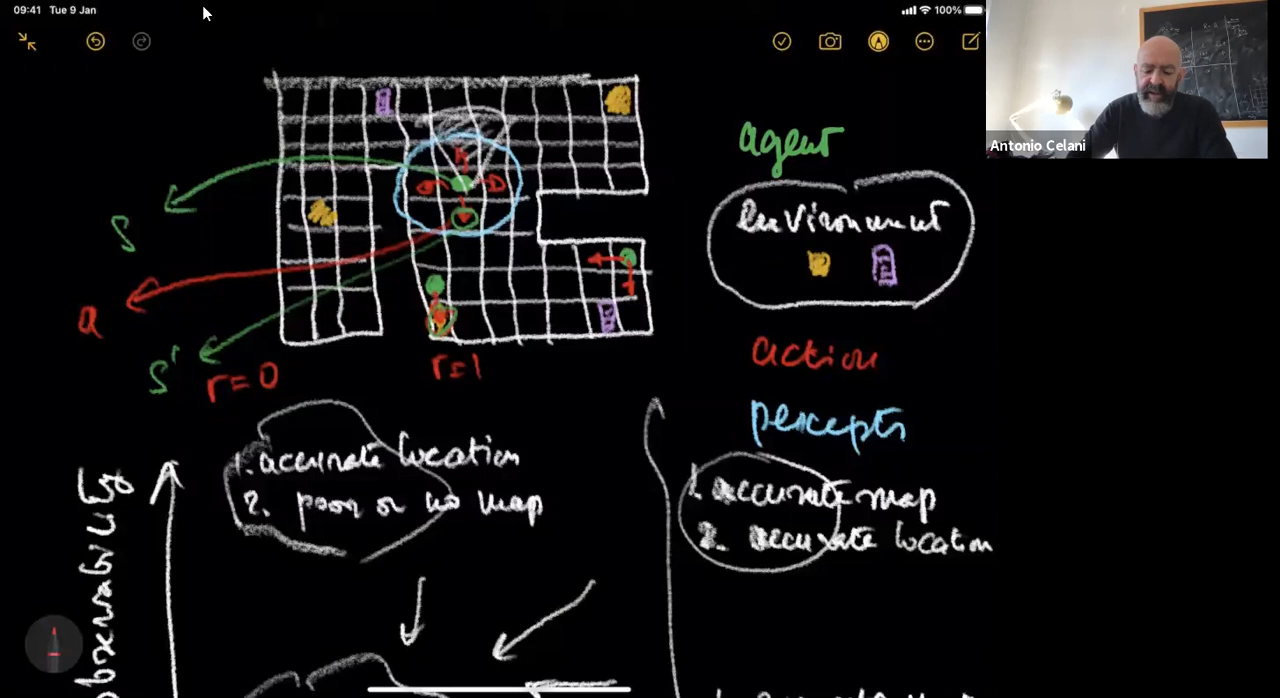 09:41 Tue 9 Jan
100%
Antonio Celani
agent
environment
s
a
s'
r=0
r=1
action
percepts
1. accurate location
2. poor or no map
1. accurate map
2. accurate location
observability